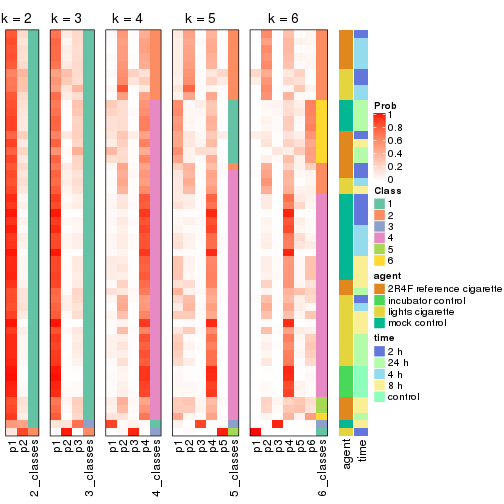 k = 2 k = 3 k = 4 k = 5 k = 6
Prob
1
0.8
0.6
0.4
0.2
0
Class
1
2
3
4
5
6
agent
2R4F reference cigarette
incubator control
lights cigarette
mock control
time
2 h
24 h
4 h
8 h
control
p1
p2
2_classes
p1
p2
p3
3_classes
p1
p2
p3
p4
4_classes
p1
p2
p3
p4
p5
5_classes
p1
p2
p3
p4
p5
p6
6_classes
agent
time